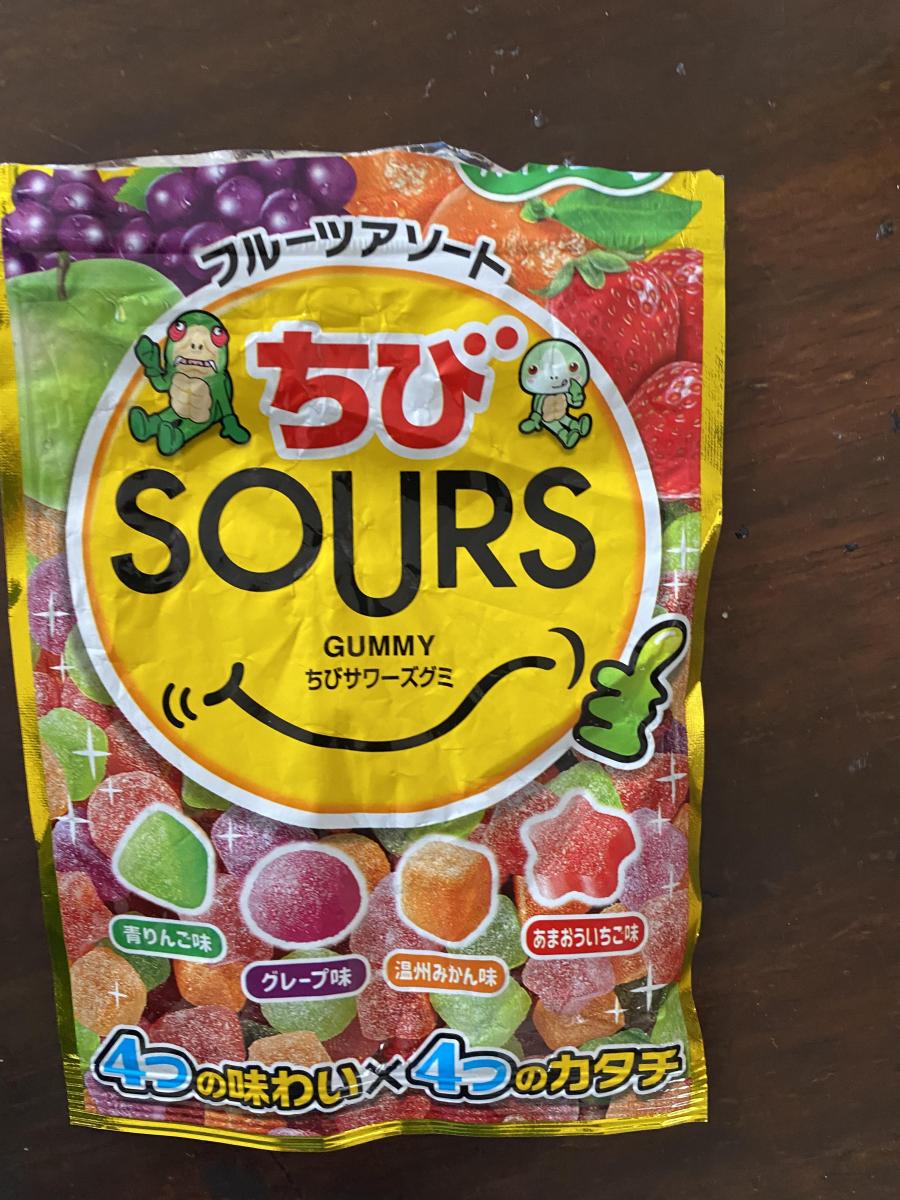 フルーツアソート
ちび
SOURS
GUMMY
ちびサワーズグミ
青りんご味
グレープ味
温州みかん味
あまおういちご味
4つの味わい×4つのカタチ